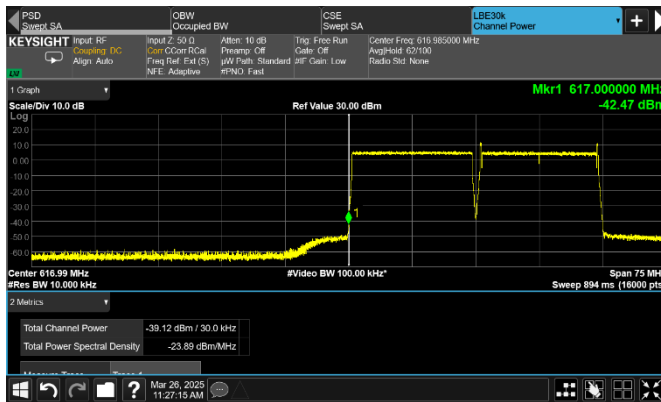 PSD
Swept SA
OBW
Occupied BW
CSE
Swept SA
LBE30k
Channel Power
KEYSIGHT
Input: RF
Coupling: DC
Align: Auto
Input Z: 50 Ω
Corr CCorr RCal
Freq Ref: Ext (S)
NFE: Adaptive
Atten: 10 dB
Preamp: Off
µW Path: Standard
#PNO: Fast
Trig: Free Run
Gate: Off
#IF Gain: Low
Center Freq: 616.985000 MHz
Avg|Hold: 62/100
Radio Std: None
LXI
1 Graph
Scale/Div 10.0 dB
Ref Value 30.00 dBm
Mkr1 617.000000 MHz
-42.47 dBm
Log
20.0
10.0
0.00
-10.0
-20.0
-30.0
-40.0
-50.0
-60.0
1
Center 616.99 MHz
#Res BW 10.000 kHz
#Video BW 100.00 kHz*
Span 75 MH
Sweep 894 ms (16000 pts
2 Metrics
Total Channel Power -39.12 dBm / 30.0 kHz
Total Power Spectral Density -23.89 dBm/MHz
Mar 26, 2025
11:27:15 AM